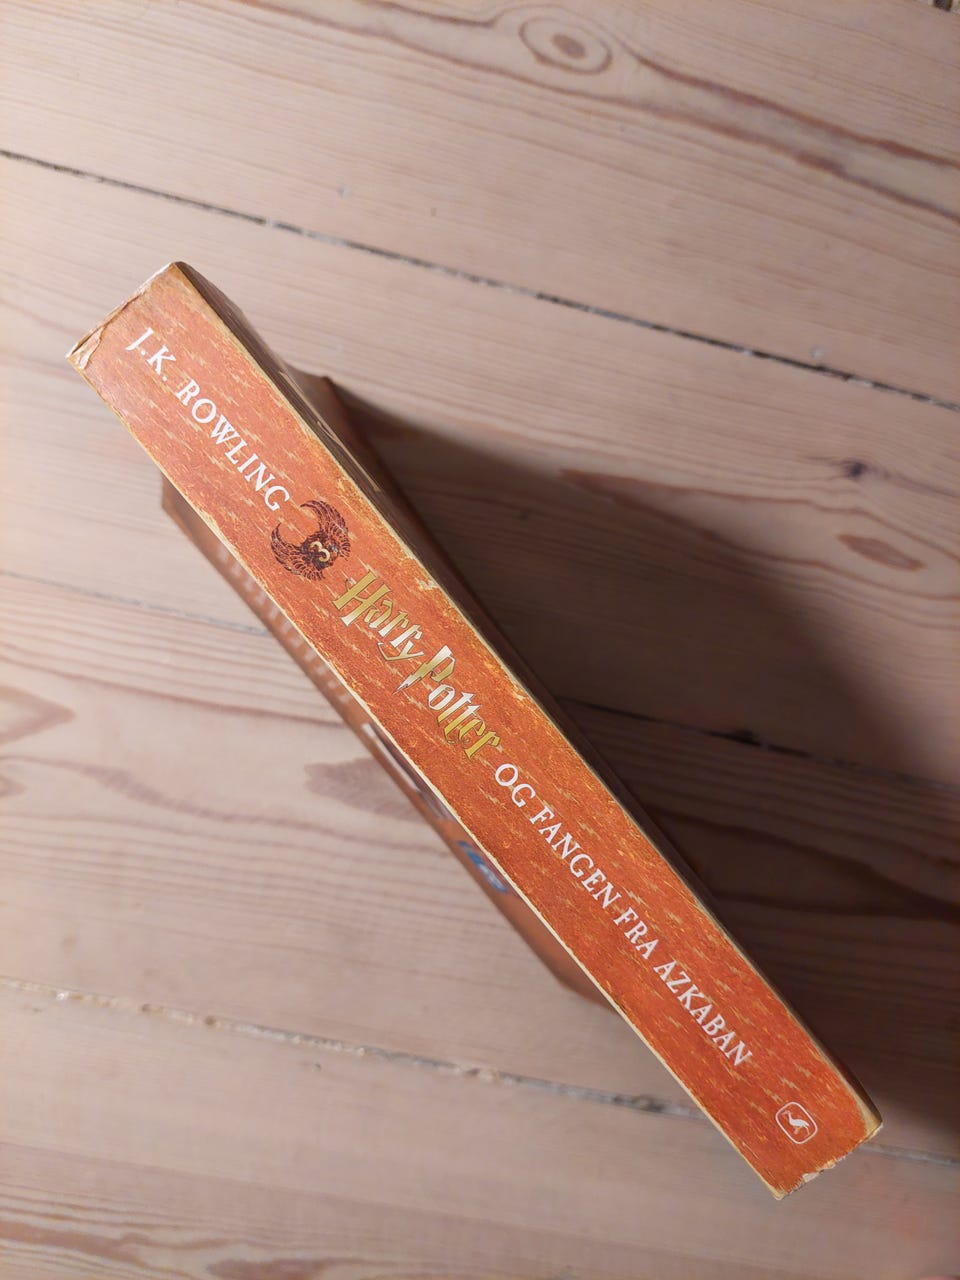 J.K. ROWLING
3
Harry Potter
OG FANGEN FRA AZKABAN